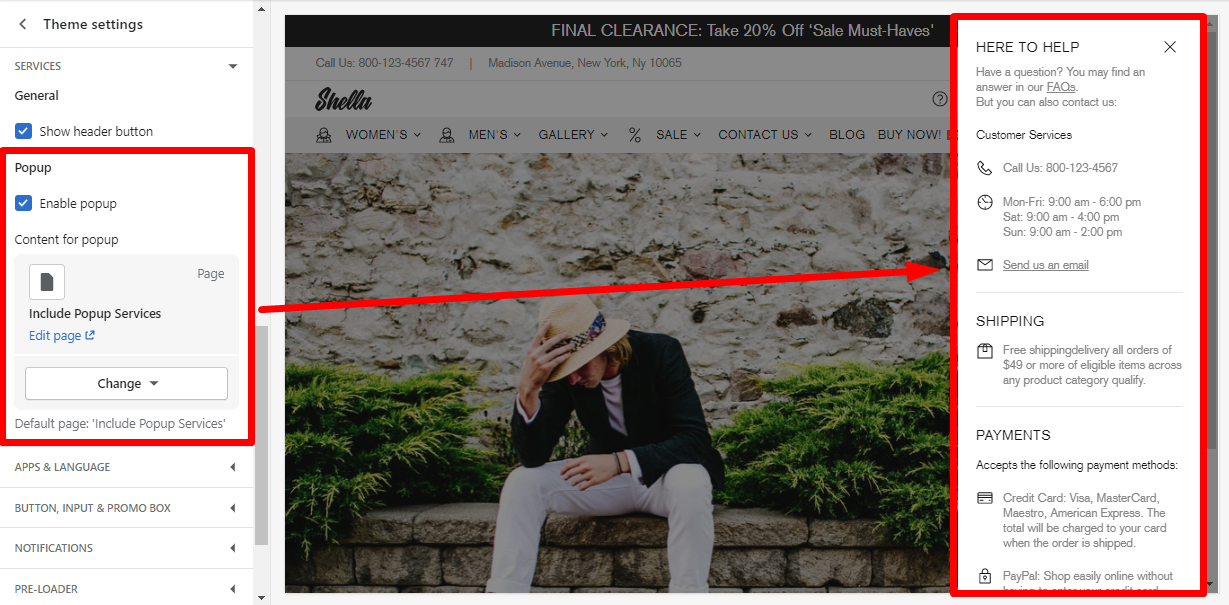 Theme settings
SERVICES
General
Show header button
Popup
Enable popup
Content for popup
Page
Include Popup Services
Edit page
Change
Default page: 'Include Popup Services'
APPS & LANGUAGE
BUTTON, INPUT & PROMO BOX
NOTIFICATIONS
PRE-LOADER
FINAL CLEARANCE: Take 20% Off 'Sale Must-Haves'
Call Us: 800-123-4567 747 | Madison Avenue, New York, Ny 10065
Shella
WOMEN'S MEN'S GALLERY % SALE CONTACT US BLOG BUY NOW!
HERE TO HELP
Have a question? You may find an
answer in our FAQs.
But you can also contact us:
Customer Services
Call Us: 800-123-4567
Mon-Fri: 9:00 am - 6:00 pm
Sat: 9:00 am - 4:00 pm
Sun: 9:00 am - 2:00 pm
Send us an email
SHIPPING
Free shippingdelivery all orders of
$49 or more of eligible items across
any product category qualify.
PAYMENTS
Accepts the following payment methods:
Credit Card: Visa, MasterCard,
Maestro, American Express. The
total will be charged to your card
when the order is shipped.
PayPal: Shop easily online without